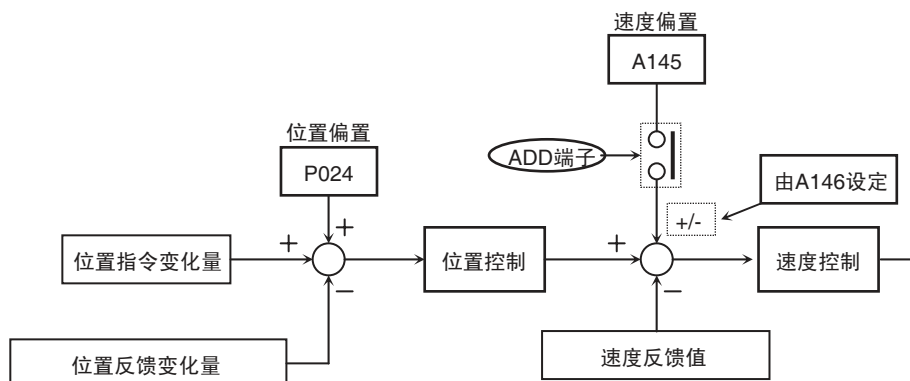 速度偏置
A145
位置偏置
P024
ADD端子
由A146设定
+/-
+
+
+
位置指令变化量
位置控制
速度控制
−
−
位置反馈变化量
速度反馈值